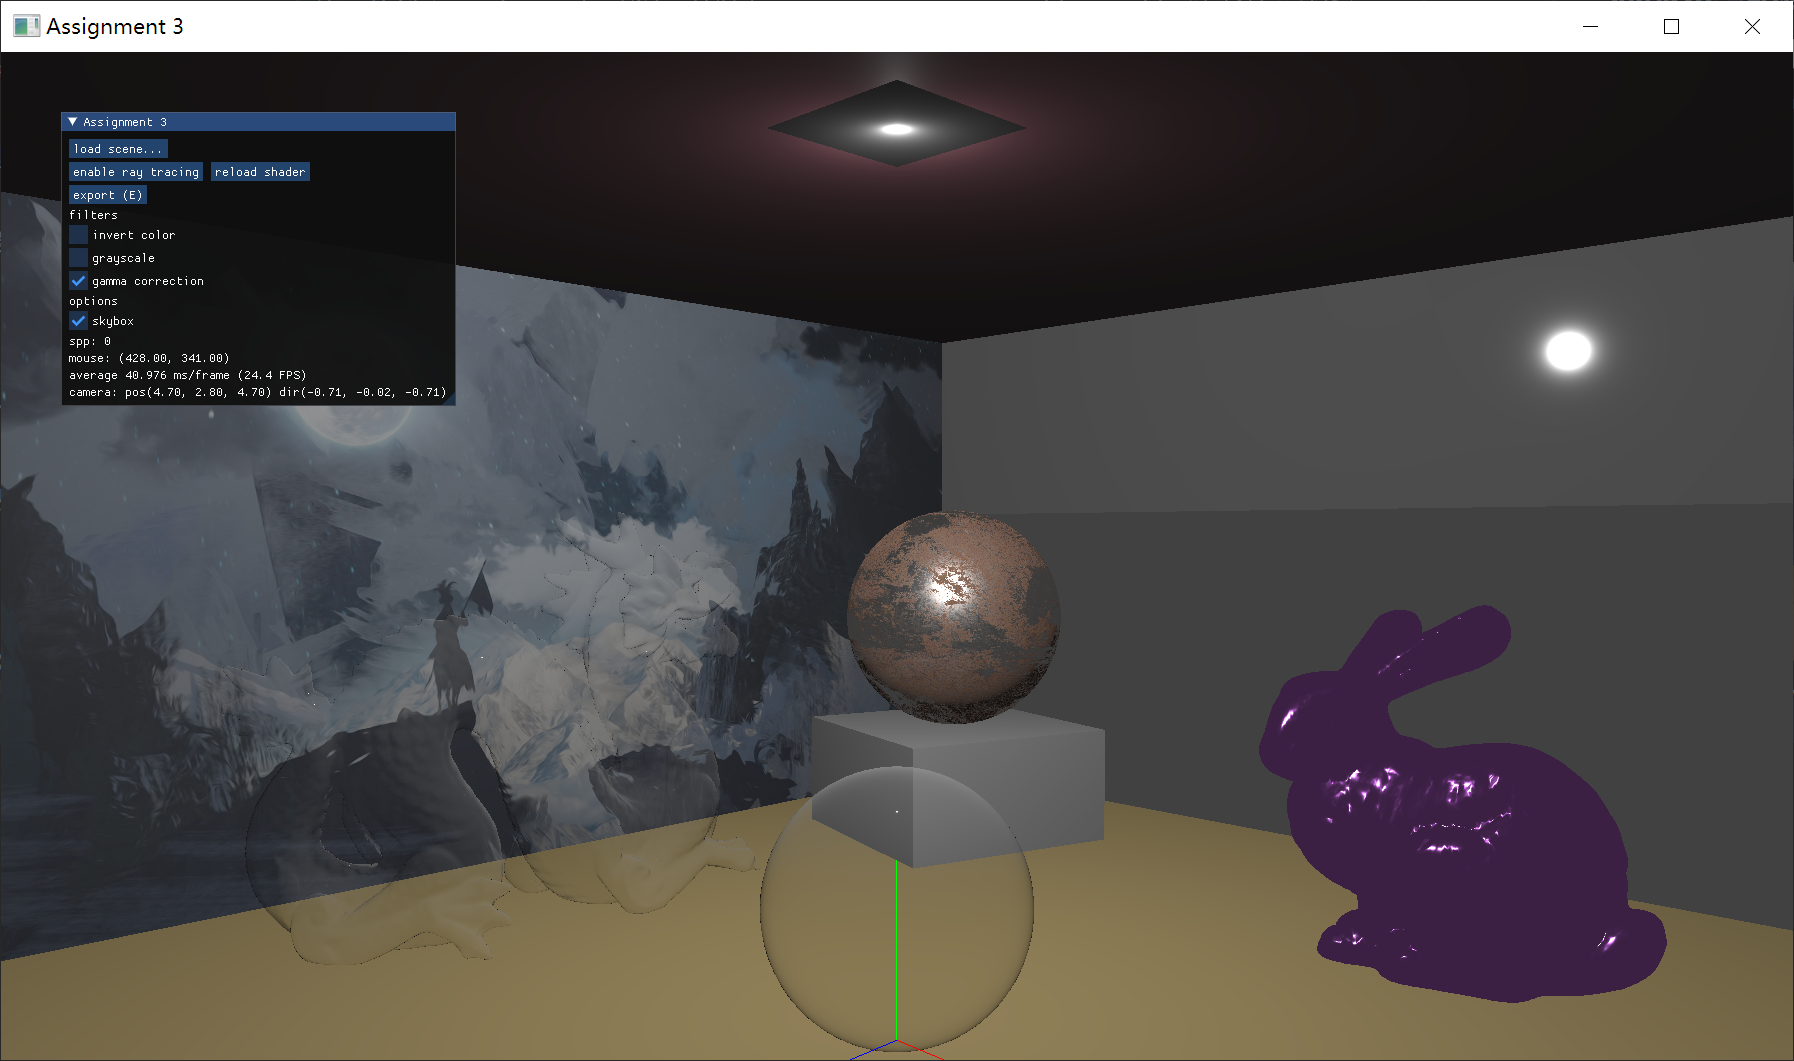 Assignment 3
Assignment 3
load scene...
enable ray tracing reload shader
export (E)
filters
invert color
grayscale
gamma correction
options
skybox
spp: 0
mouse: (428.00, 341.00)
average 40.976 ms/frame (24.4 FPS)
camera: pos(4.70, 2.80, 4.70) dir(-0.71, -0.02, -0.71)